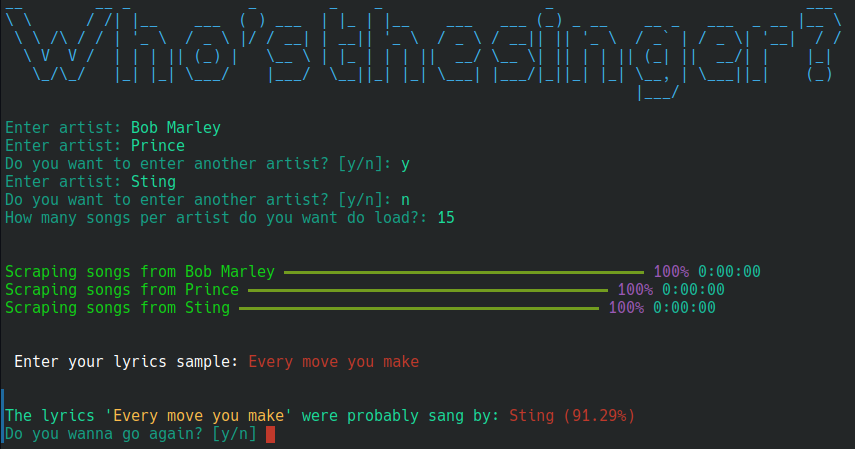 Who's the singer?
Enter artist: Bob Marley
Enter artist: Prince
Do you want to enter another artist? [y/n]: y
Enter artist: Sting
Do you want to enter another artist? [y/n]: n
How many songs per artist do you want do load?: 15
Scraping songs from Bob Marley 100% 0:00:00
Scraping songs from Prince 100% 0:00:00
Scraping songs from Sting 100% 0:00:00
Enter your lyrics sample: Every move you make
The lyrics 'Every move you make' were probably sang by: Sting (91.29%)
Do you wanna go again? [y/n]